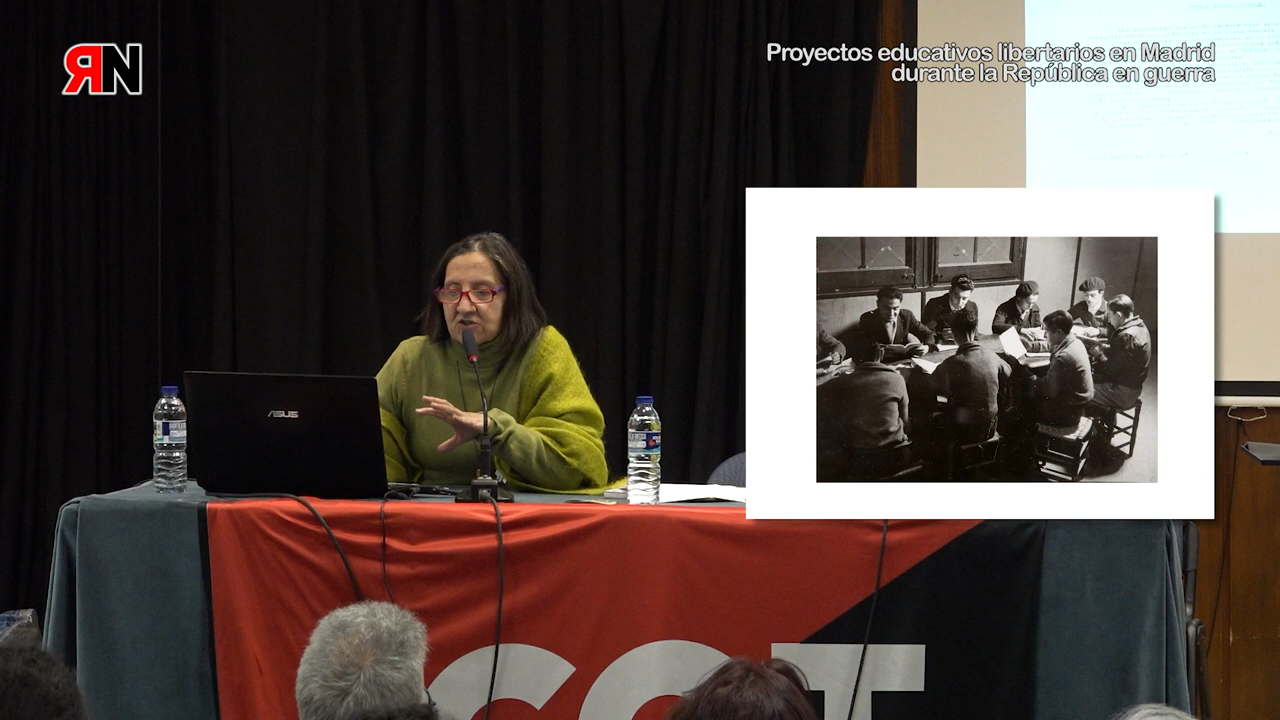 RN
Proyectos educativos libertarios en Madrid
durante la República en guerra
ASUS
CGT